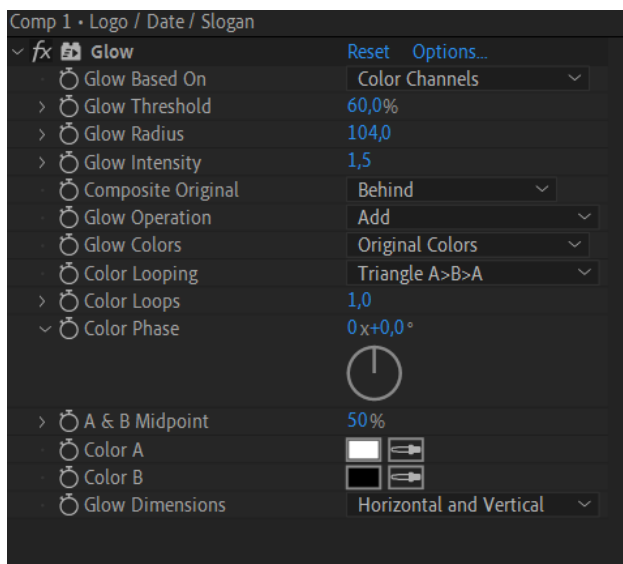 Comp 1 • Logo / Date / Slogan
fx Glow Reset Options...
Glow Based On Color Channels
Glow Threshold 60,0%
Glow Radius 104,0
Glow Intensity 1,5
Composite Original Behind
Glow Operation Add
Glow Colors Original Colors
Color Looping Triangle A>B>A
Color Loops 1,0
Color Phase 0x+0,0°
A & B Midpoint 50%
Color A
Color B
Glow Dimensions Horizontal and Vertical